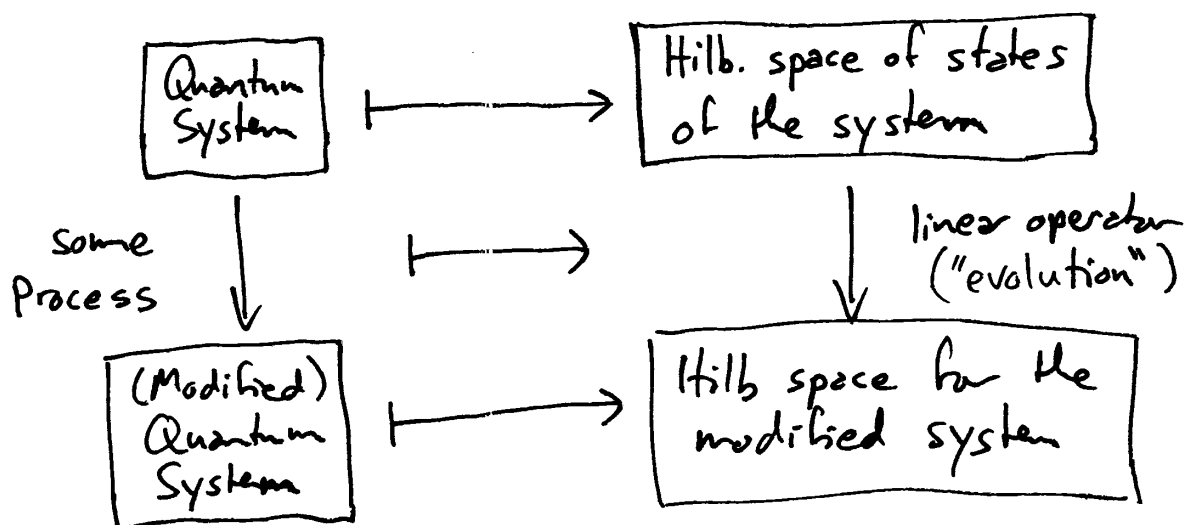 Quantum
System
Hilb. space of states
of the system
some
Process
linear operator
("evolution")
(Modified)
Quantum
System
Hilb space for the
modified system